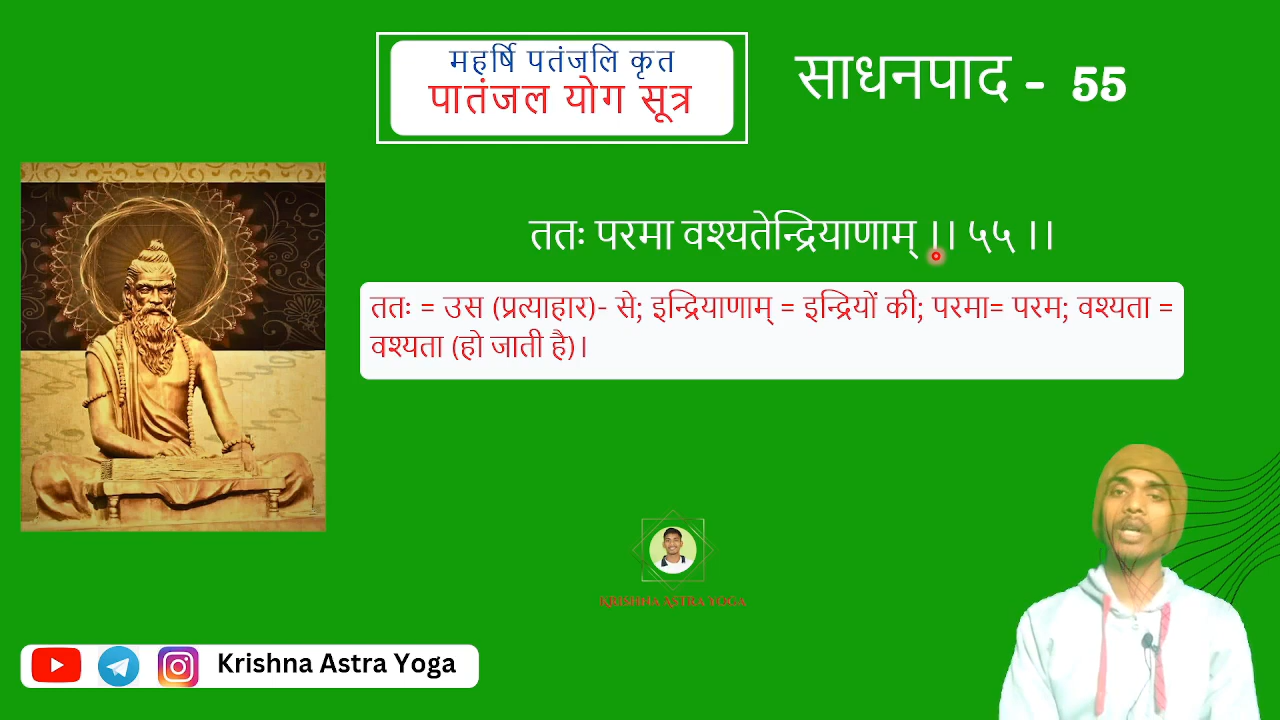 महर्षि पतंजलि कृत
पातंजल योग सूत्र
साधनपाद - 55
ततः परमा वश्यतेन्द्रियाणाम् ।। ५५ ।।
ततः = उस (प्रत्याहार)- से; इन्द्रियाणाम् = इन्द्रियों की; परमा= परम; वश्यता =
वश्यता (हो जाती है)।
KRISHNA ASTRA YOGA
Krishna Astra Yoga